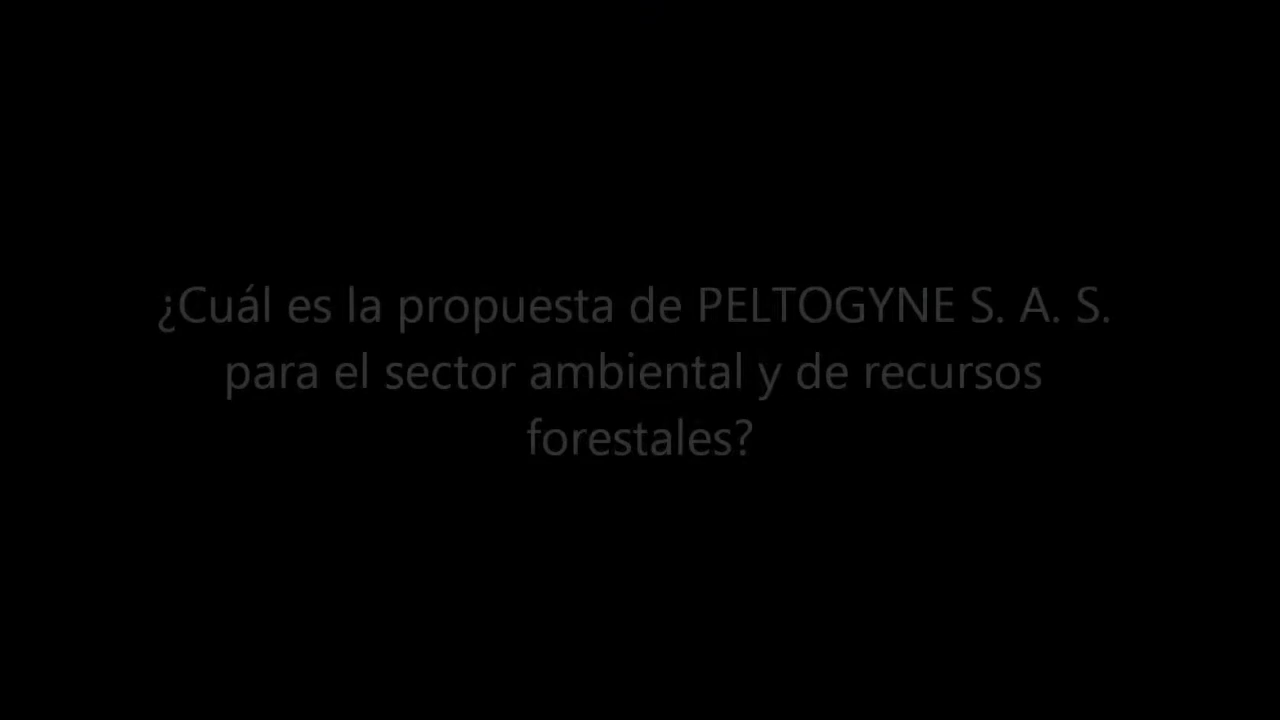 ¿Cuál es la propuesta de PELTOGYNE S. A. S.
para el sector ambiental y de recursos
forestales?